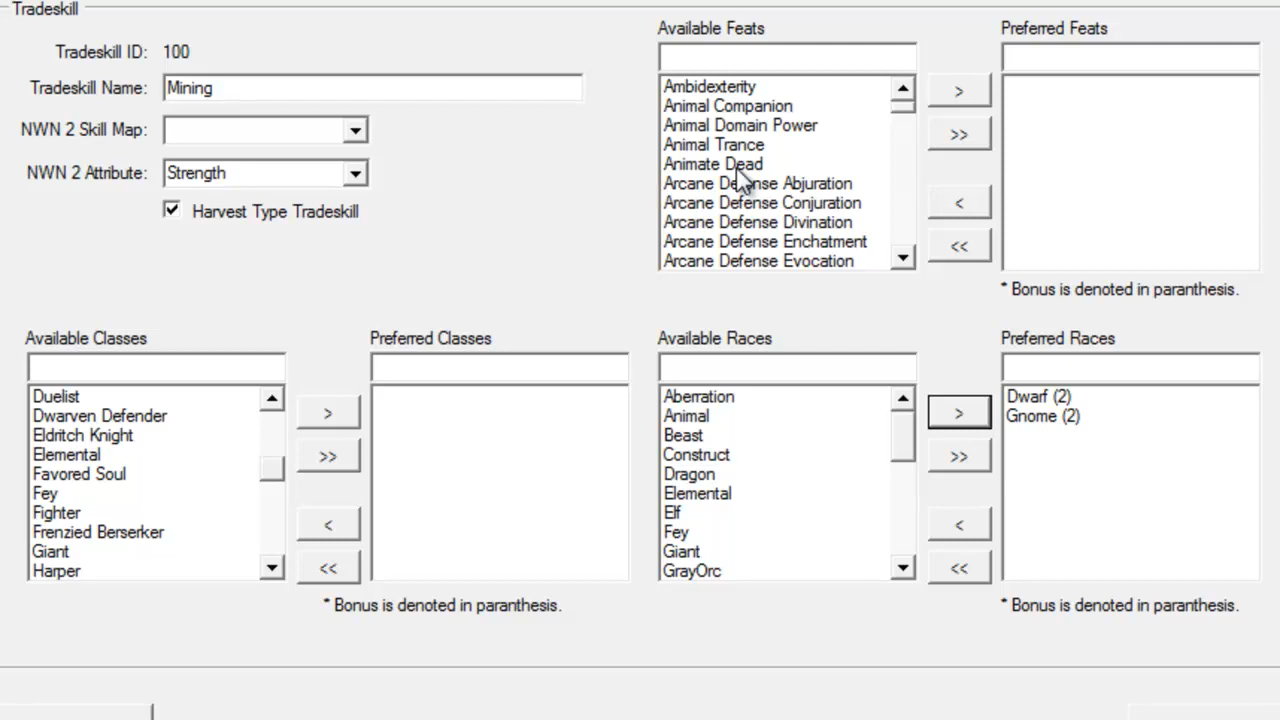 Tradeskill
Tradeskill ID: 100
Tradeskill Name: Mining
NWN 2 Skill Map:
NWN 2 Attribute: Strength
Harvest Type Tradeskill
Available Feats
Ambidexterity
Animal Companion
Animal Domain Power
Animal Trance
Animate Dead
Arcane Defense Abjuration
Arcane Defense Conjuration
Arcane Defense Divination
Arcane Defense Enchatment
Arcane Defense Evocation
>
>>
<
<<
Preferred Feats
* Bonus is denoted in paranthesis.
Available Classes
Duelist
Dwarven Defender
Eldritch Knight
Elemental
Favored Soul
Fey
Fighter
Frenzied Berserker
Giant
Harper
>
>>
<
<<
Preferred Classes
* Bonus is denoted in paranthesis.
Available Races
Aberration
Animal
Beast
Construct
Dragon
Elemental
Elf
Fey
Giant
GrayOrc
>
>>
<
<<
Preferred Races
Dwarf (2)
Gnome (2)
* Bonus is denoted in paranthesis.